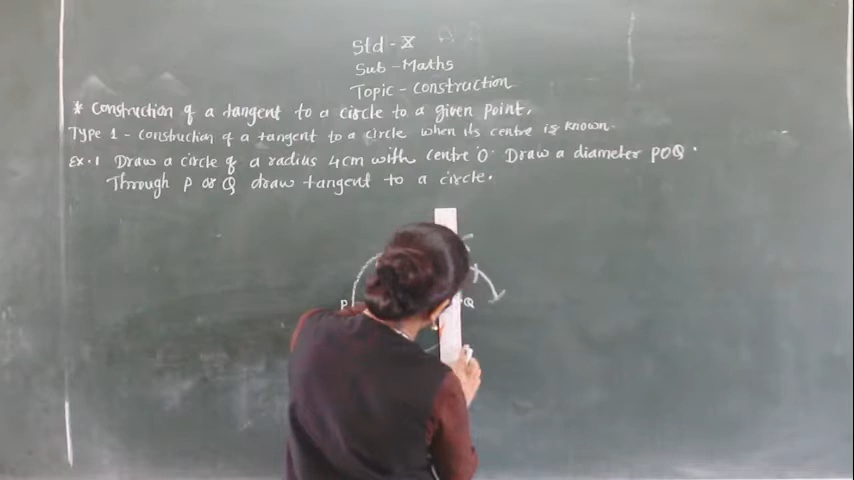 Std - X
Sub - Maths
Topic - construction
* Construction of a tangent to a circle to a given point.
Type 1 - construction of a tangent to a circle when its centre is known.
Ex. 1 Draw a circle of a radius 4cm with centre 'O'. Draw a diameter POQ.
Through P or Q draw tangent to a circle.
P Q